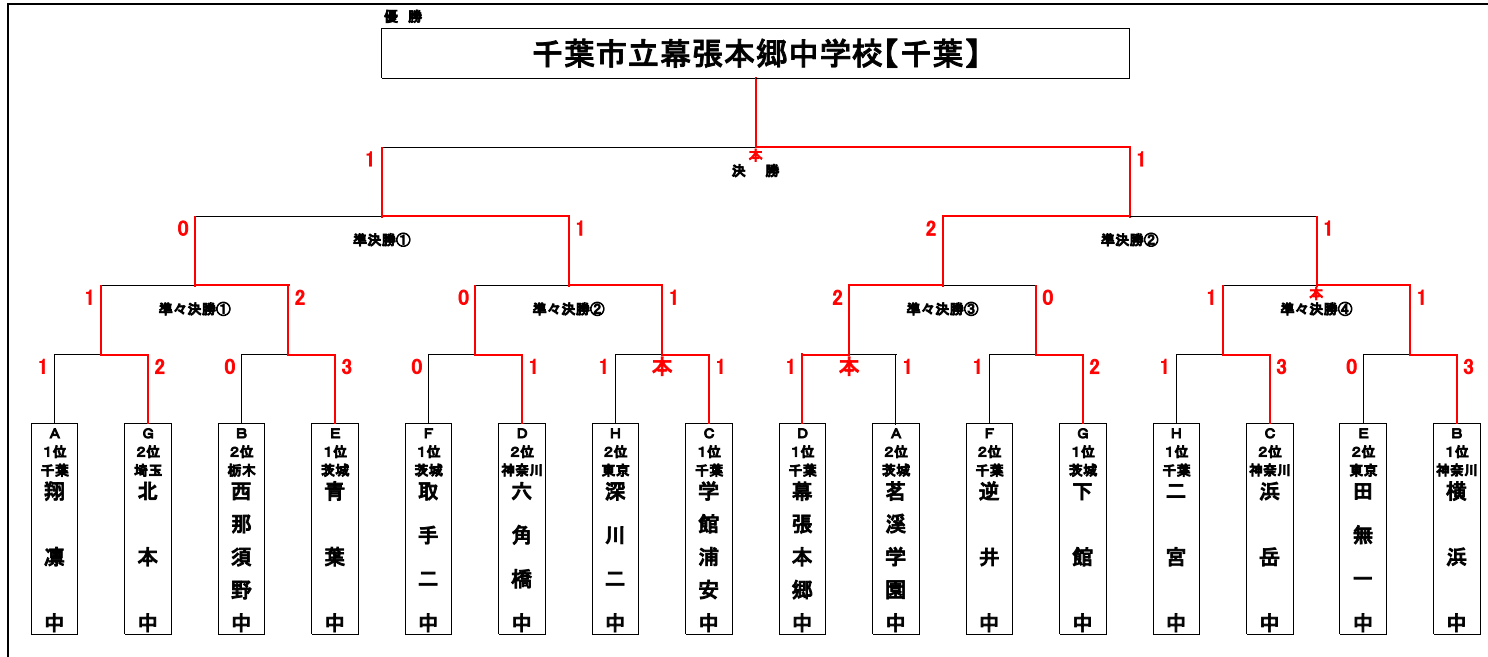 優 勝
千葉市立幕張本郷中学校【千葉】
1 本 1
決 勝
0 1 2 1
準決勝① 準決勝②
1 2 0 1 2 0 1 本 1
準々決勝① 準々決勝② 準々決勝③ 準々決勝④
1 2 0 3 0 1 1 本 1 1 本 1 1 2 1 3 0 3
A 1位 千葉 翔凛中
G 2位 埼玉 北本中
B 2位 栃木 西那須野中
E 1位 茨城 青葉中
F 1位 茨城 取手二中
D 2位 神奈川 六角橋中
H 2位 東京 深川二中
C 1位 千葉 学館浦安中
D 1位 千葉 幕張本郷中
A 2位 茨城 茗溪学園中
F 2位 千葉 逆井中
G 1位 茨城 下館中
H 1位 千葉 二宮中
C 2位 神奈川 浜岳中
E 2位 東京 田無一中
B 1位 神奈川 横浜中